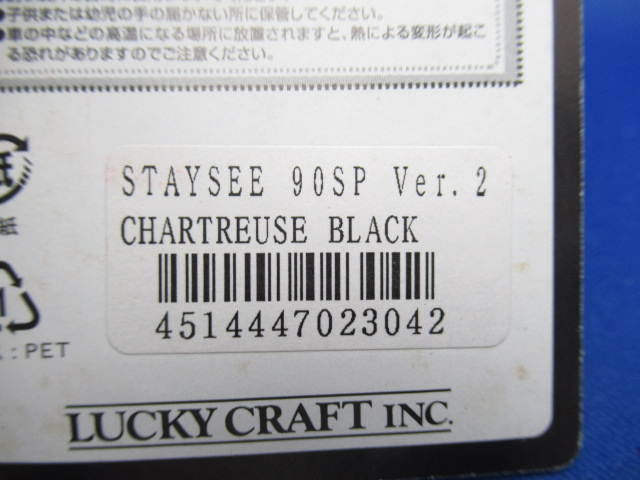 ●子供または幼児の手の届かない所に保管してください。
●車の中などの高温になる場所に放置されますと、熱による変形が起こ
る恐れがありますのでご注意ください。
紙
紙
STAYSEE 90SP Ver.2
CHARTREUSE BLACK
4514447023042
:PET
LUCKY CRAFT INC.